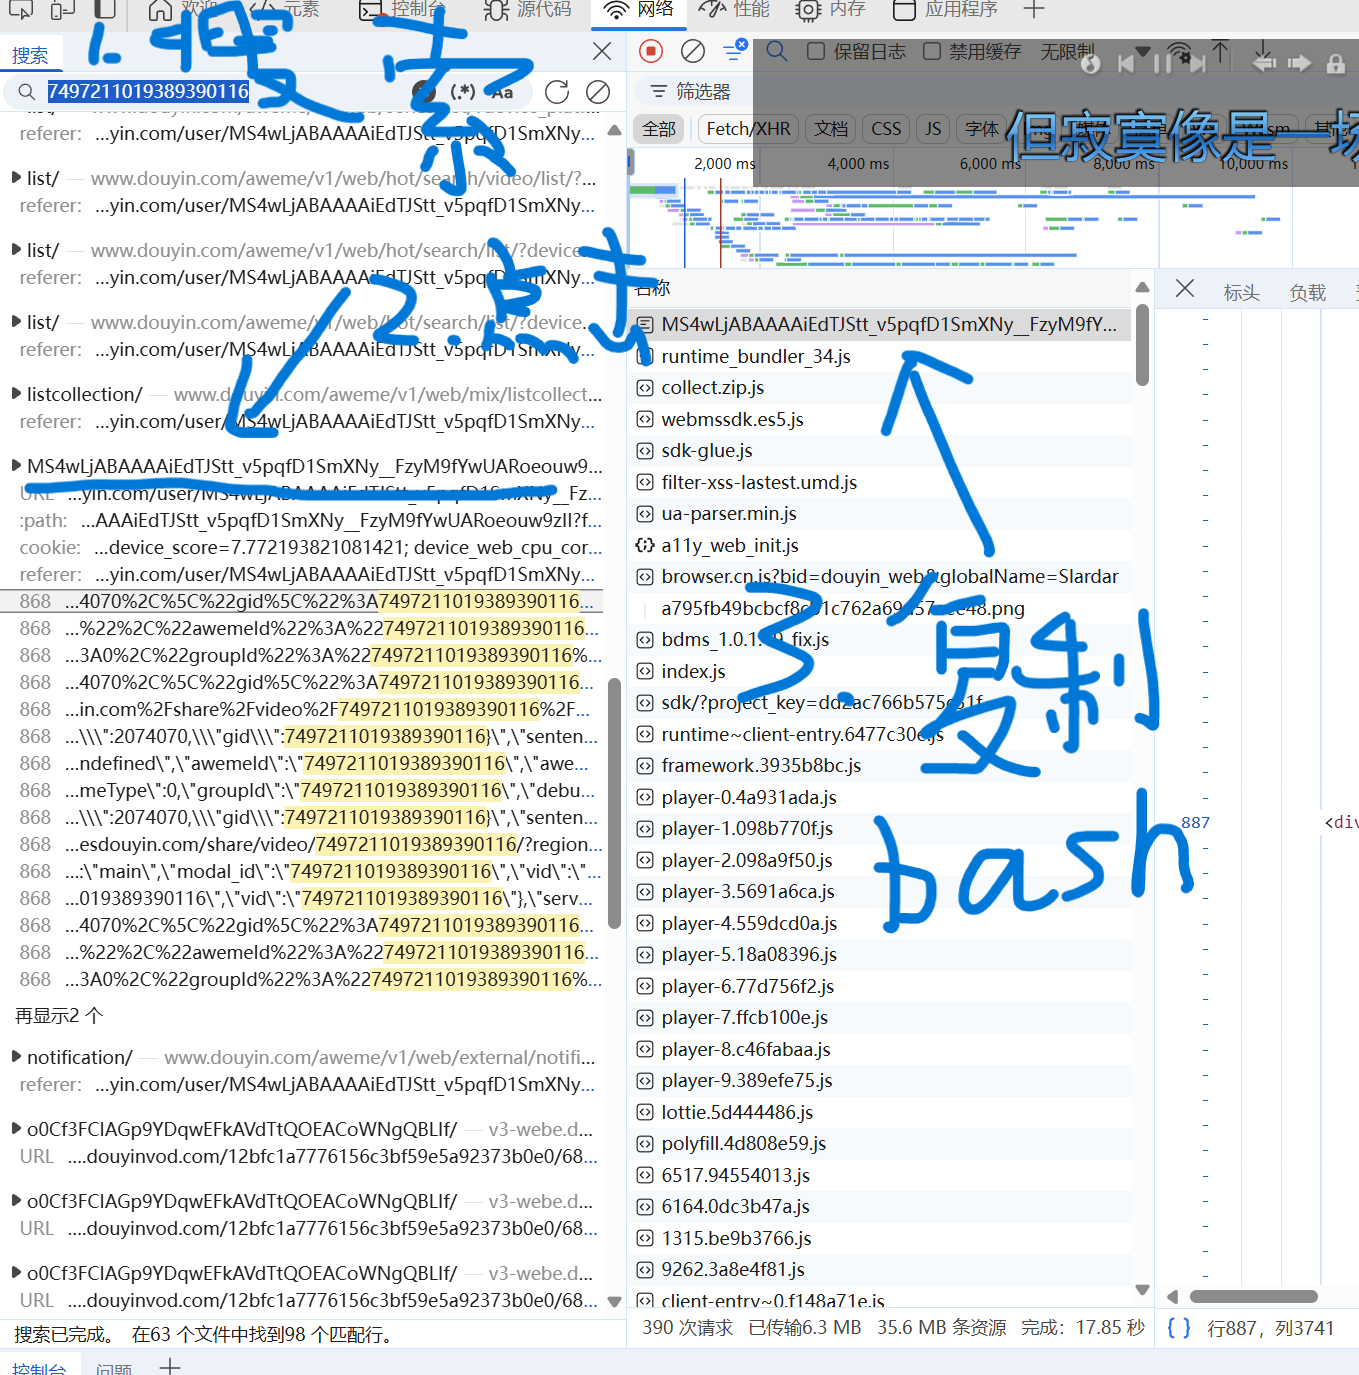 欢迎
元素
控制台
源代码
网络
性能
内存
应用程序
1.搜索
搜索
7497211019389390116
(.*)
Aa
保留日志
禁用缓存
无限制
筛选器
全部
Fetch/XHR
文档
CSS
JS
字体
但寂寞像是一场
2,000 ms
4,000 ms
6,000 ms
8,000 ms
10,000 ms
referer: ...yin.com/user/MS4wLjABAAAAiEdTJStt_v5pqfD1SmXNy...
list/ — www.douyin.com/aweme/v1/web/hot/search/video/list/?...
referer: ...yin.com/user/MS4wLjABAAAAiEdTJStt_v5pqfD1SmXNy...
list/ — www.douyin.com/aweme/v1/web/hot/search/list/?device...
referer: ...yin.com/user/MS4wLjABAAAAiEdTJStt_v5pqfD1SmXNy...
2.点击
list/ — www.douyin.com/aweme/v1/web/hot/search/list/?device...
referer: ...yin.com/user/MS4wLjABAAAAiEdTJStt_v5pqfD1SmXNy...
listcollection/ — www.douyin.com/aweme/v1/web/mix/listcollect...
referer: ...yin.com/user/MS4wLjABAAAAiEdTJStt_v5pqfD1SmXNy...
MS4wLjABAAAAiEdTJStt_v5pqfD1SmXNy__FzyM9fYwUARoeouw9...
URL ...yin.com/user/MS4wLjABAAAAiEdTJStt_v5pqfD1SmXNy__Fz...
:path: ...AAAiEdTJStt_v5pqfD1SmXNy__FzyM9fYwUARoeouw9zII?f...
cookie: ...device_score=7.772193821081421; device_web_cpu_cor...
referer: ...yin.com/user/MS4wLjABAAAAiEdTJStt_v5pqfD1SmXNy...
868 ...4070%2C%5C%22gid%5C%22%3A7497211019389390116...
868 ...%22%2C%22awemeId%22%3A%227497211019389390116...
868 ...3A0%2C%22groupId%22%3A%227497211019389390116%...
868 ...4070%2C%5C%22gid%5C%22%3A7497211019389390116...
868 ...in.com%2Fshare%2Fvideo%2F7497211019389390116%2F...
868 ...\\\":2074070,\\\"gid\\\":7497211019389390116}\",\"senten...
868 ...ndefined\",\"awemeId\":\"7497211019389390116\",\"awe...
868 ...meType\":0,\"groupId\":\"7497211019389390116\",\"debu...
868 ...\\\":2074070,\\\"gid\\\":7497211019389390116}\",\"senten...
868 ...esdouyin.com/share/video/7497211019389390116/?region...
868 ...:\"main\",\"modal_id\":\"7497211019389390116\",\"vid\":\"...
868 ...019389390116\",\"vid\":\"7497211019389390116\"},\"serv...
868 ...4070%2C%5C%22gid%5C%22%3A7497211019389390116...
868 ...%22%2C%22awemeId%22%3A%227497211019389390116...
868 ...3A0%2C%22groupId%22%3A%227497211019389390116%...
再显示2 个
notification/ — www.douyin.com/aweme/v1/web/external/notifi...
referer: ...yin.com/user/MS4wLjABAAAAiEdTJStt_v5pqfD1SmXNy...
o0Cf3FCIAGp9YDqwEFkAVdTtQOEACoWNgQBLIf/ — v3-webe.d...
URL ....douyinvod.com/12bfc1a7776156c3bf59e5a92373b0e0/68...
o0Cf3FCIAGp9YDqwEFkAVdTtQOEACoWNgQBLIf/ — v3-webe.d...
URL ....douyinvod.com/12bfc1a7776156c3bf59e5a92373b0e0/68...
o0Cf3FCIAGp9YDqwEFkAVdTtQOEACoWNgQBLIf/ — v3-webe.d...
URL ....douyinvod.com/12bfc1a7776156c3bf59e5a92373b0e0/68...
搜索已完成。 在63 个文件中找到98 个匹配行。
控制台
问题
名称
MS4wLjABAAAAiEdTJStt_v5pqfD1SmXNy__FzyM9fY...
runtime_bundler_34.js
collect.zip.js
webmssdk.es5.js
sdk-glue.js
filter-xss-lastest.umd.js
ua-parser.min.js
a11y_web_init.js
browser.cn.js?bid=douyin_web&globalName=Slardar
index.js
runtime~client-entry.6477c30e.js
framework.3935b8bc.js
player-0.4a931ada.js
player-1.098b770f.js
player-2.098a9f50.js
player-3.5691a6ca.js
player-4.559dcd0a.js
player-5.18a08396.js
player-6.77d756f2.js
player-7.ffcb100e.js
player-8.c46fabaa.js
player-9.389efe75.js
lottie.5d444486.js
polyfill.4d808e59.js
6517.94554013.js
6164.0dc3b47a.js
1315.be9b3766.js
9262.3a8e4f81.js
client-entry~0.f148a71e.js
3.复制
bash
390 次请求 已传输6.3 MB 35.6 MB 条资源 完成：17.85 秒
标头
负载
887
<div
{ } 行887，列3741